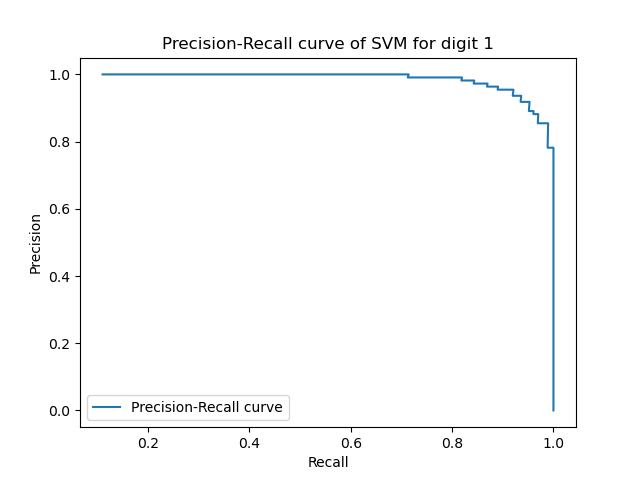 Precision-Recall curve of SVM for digit 1
1.0
0.8
0.6
0.4
0.2
0.0
Precision
Precision-Recall curve
0.2 0.4 0.6 0.8 1.0
Recall